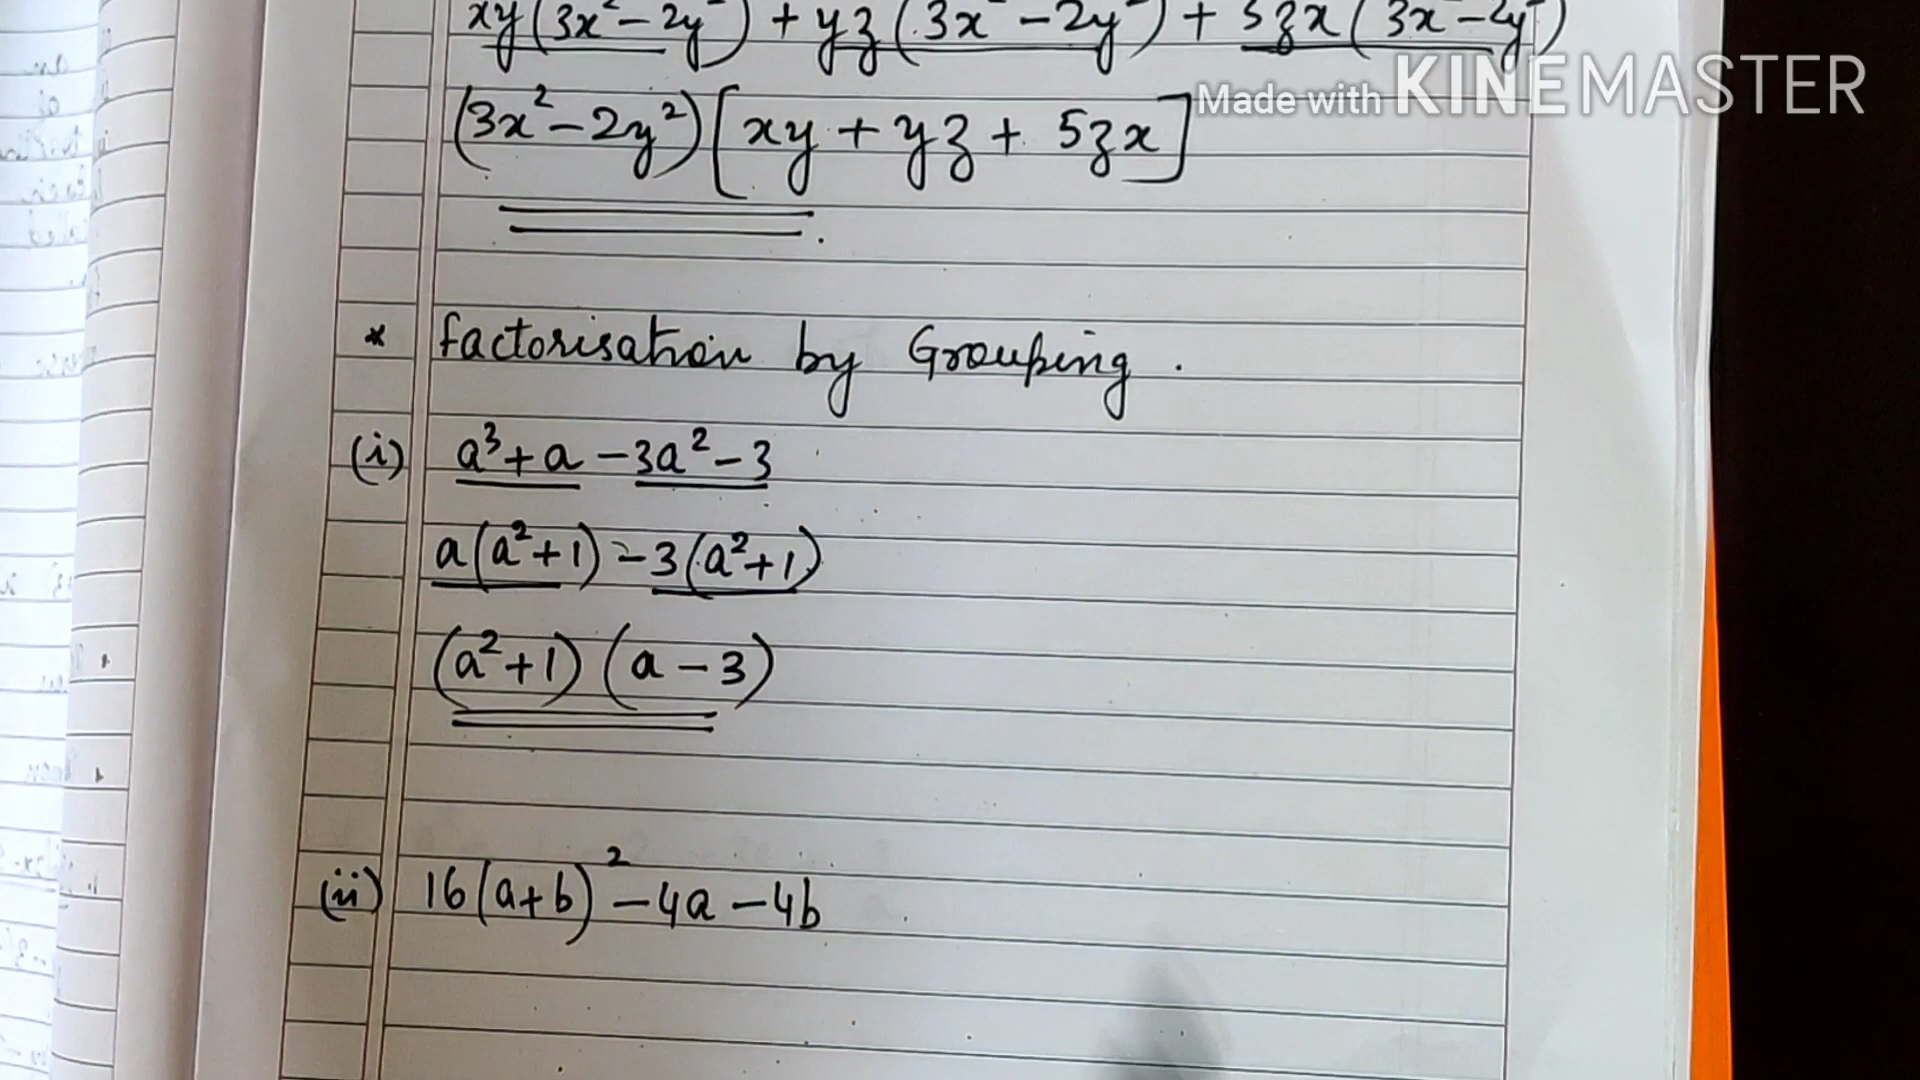 xy(3x²-2y²) + yz(3x²-2y²) + 5zx(3x²-2y²)
Made with KINEMASTER
(3x²-2y²)[xy + yz + 5zx]
* factorisation by Grouping.
(i) a³+a-3a²-3
a(a²+1)-3(a²+1)
(a²+1)(a-3)
(ii) 16(a+b)²-4a-4b